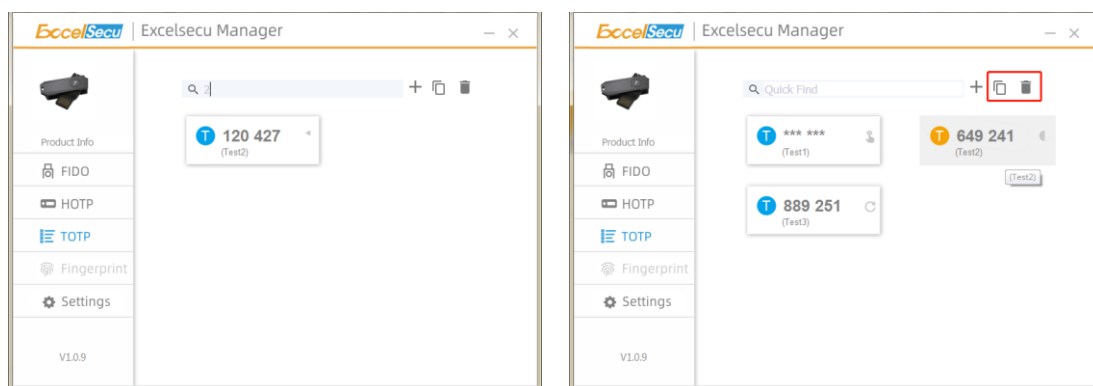 ExcelSecu Excelsecu Manager
2
T 120 427
(Test2)
Product Info
FIDO
HOTP
TOTP
Fingerprint
Settings
V1.0.9
ExcelSecu Excelsecu Manager
Quick Find
T *** ***
(Test1)
T 649 241
(Test2)
(Test2)
T 889 251
(Test3)
Product Info
FIDO
HOTP
TOTP
Fingerprint
Settings
V1.0.9